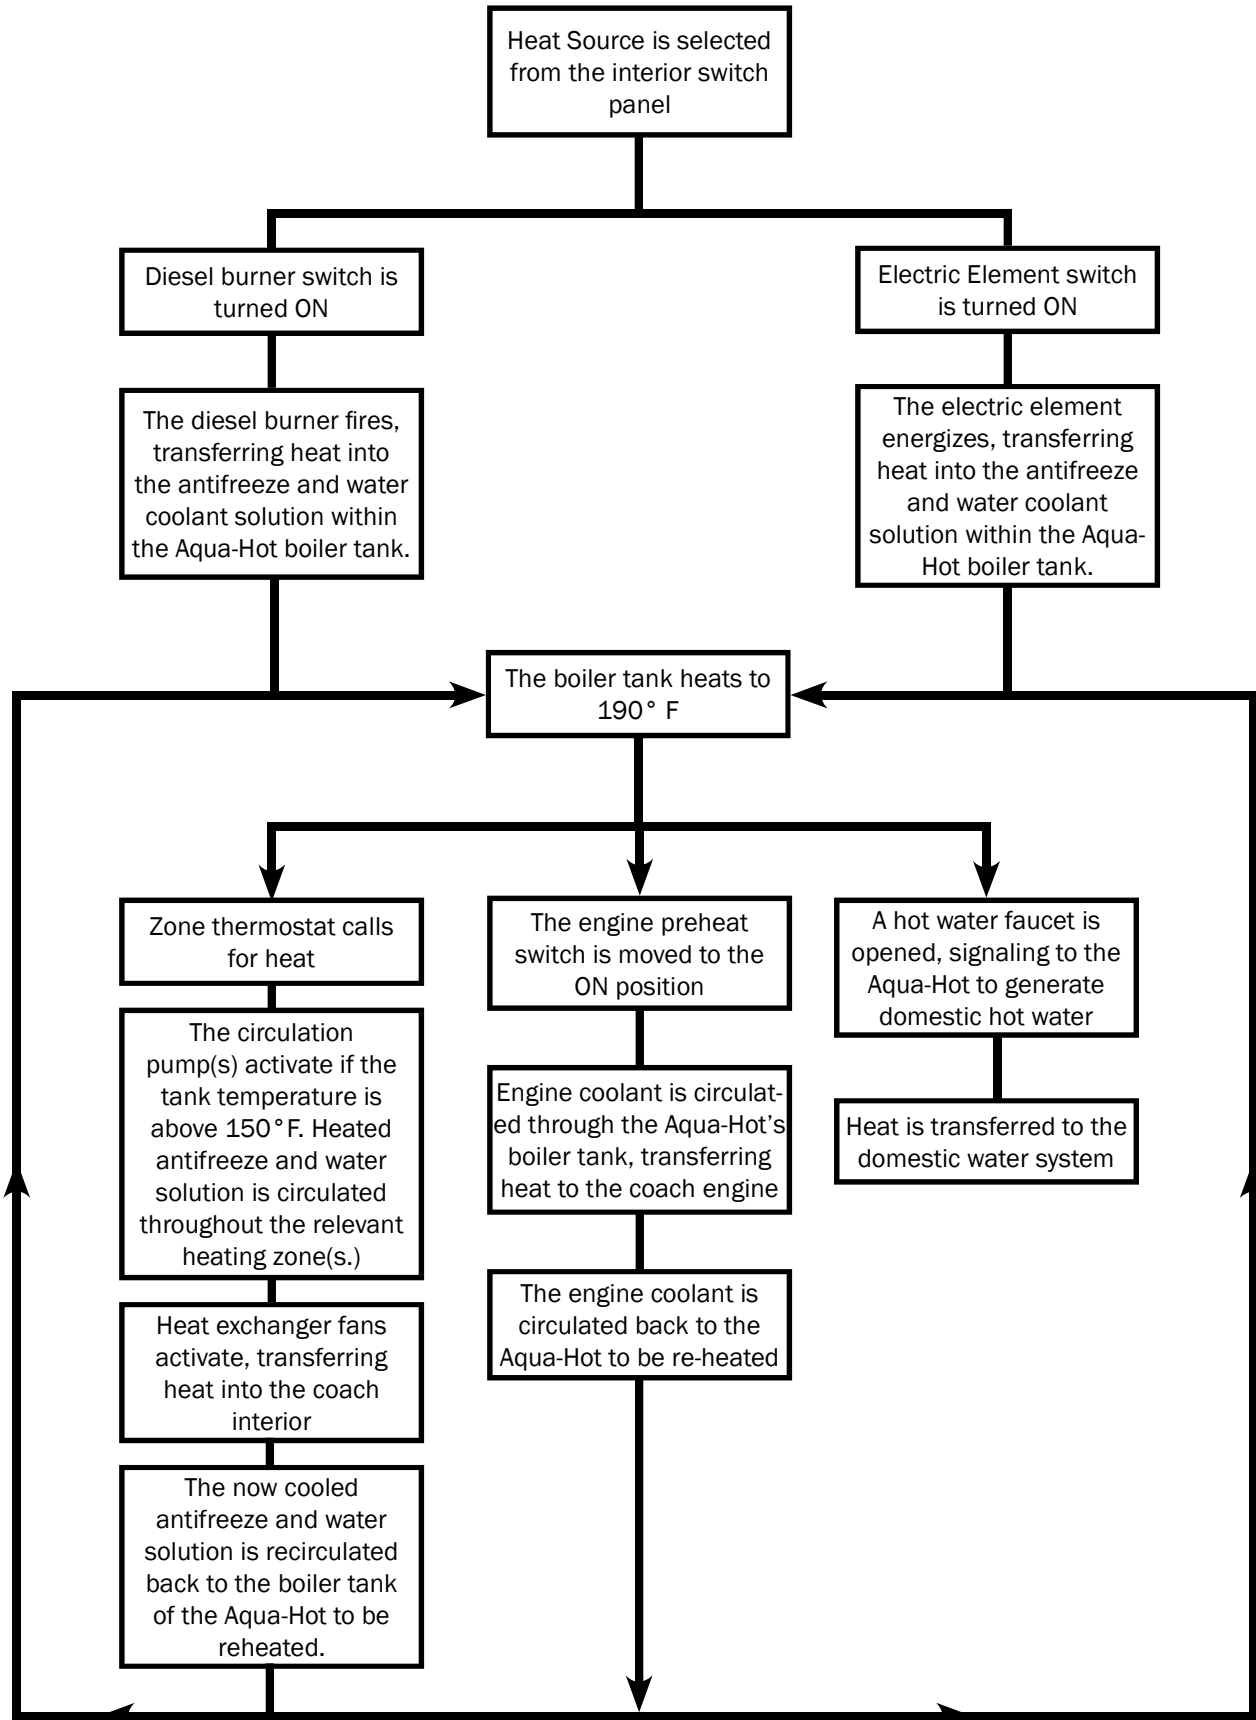 Heat Source is selected
from the interior switch
panel
Diesel burner switch is
turned ON
Electric Element switch
is turned ON
The diesel burner fires,
transferring heat into
the antifreeze and water
coolant solution within
the Aqua-Hot boiler tank.
The electric element
energizes, transferring
heat into the antifreeze
and water coolant
solution within the Aqua-
Hot boiler tank.
The boiler tank heats to
190° F
Zone thermostat calls
for heat
The circulation
pump(s) activate if the
tank temperature is
above 150°F. Heated
antifreeze and water
solution is circulated
throughout the relevant
heating zone(s.)
Heat exchanger fans
activate, transferring
heat into the coach
interior
The now cooled
antifreeze and water
solution is recirculated
back to the boiler tank
of the Aqua-Hot to be
reheated.
The engine preheat
switch is moved to the
ON position
Engine coolant is circulat-
ed through the Aqua-Hot's
boiler tank, transferring
heat to the coach engine
The engine coolant is
circulated back to the
Aqua-Hot to be re-heated
A hot water faucet is
opened, signaling to the
Aqua-Hot to generate
domestic hot water
Heat is transferred to the
domestic water system